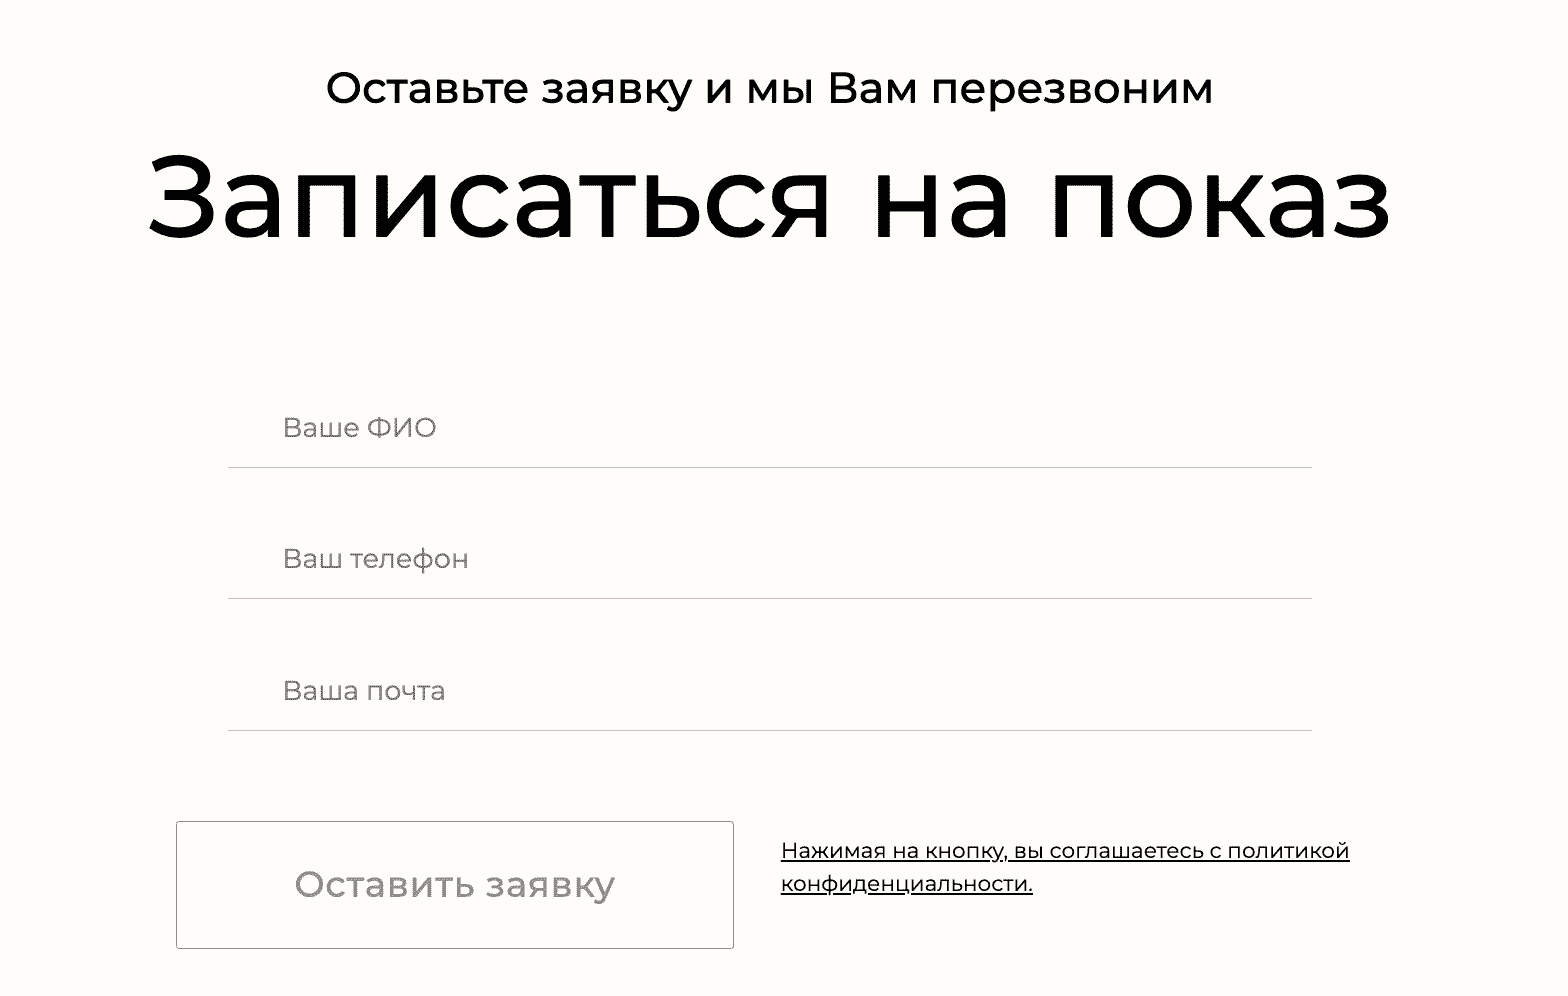 Оставьте заявку и мы Вам перезвоним
Записаться на показ
Ваше ФИО
Ваш телефон
Ваша почта
Оставить заявку
Нажимая на кнопку, вы соглашаетесь с политикой
конфиденциальности.